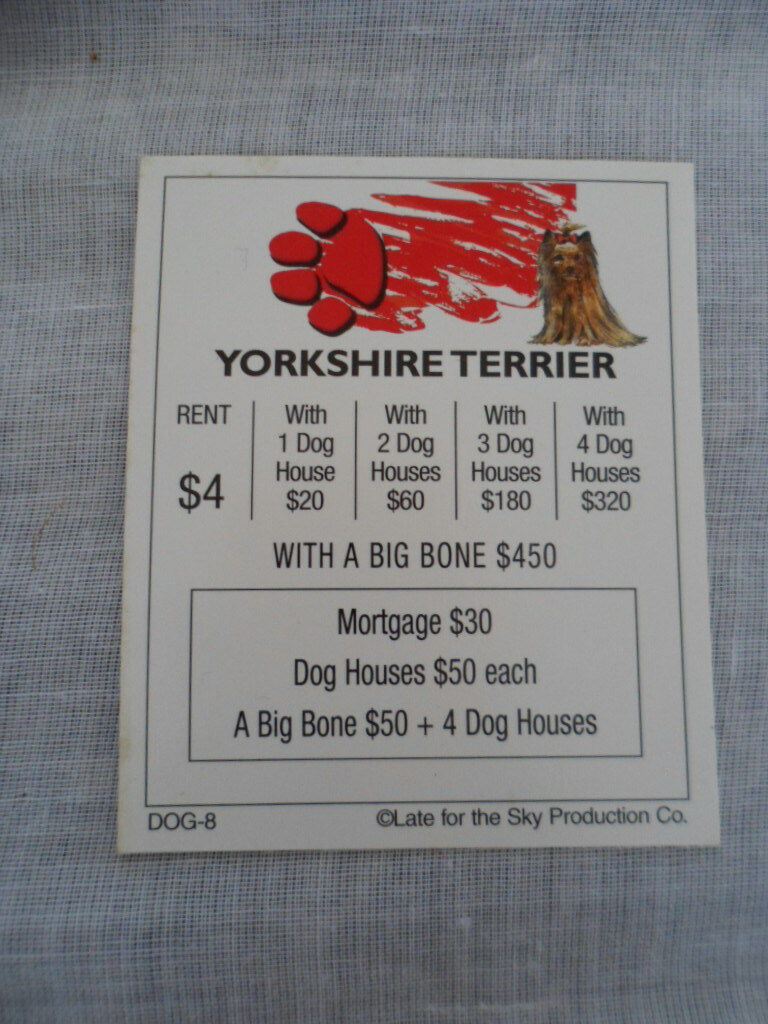 YORKSHIRE TERRIER
RENT
$4
With
1 Dog
House
$20
With
2 Dog
Houses
$60
With
3 Dog
Houses
$180
With
4 Dog
Houses
$320
WITH A BIG BONE $450
Mortgage $30
Dog Houses $50 each
A Big Bone $50 + 4 Dog Houses
DOG-8
©Late for the Sky Production Co.